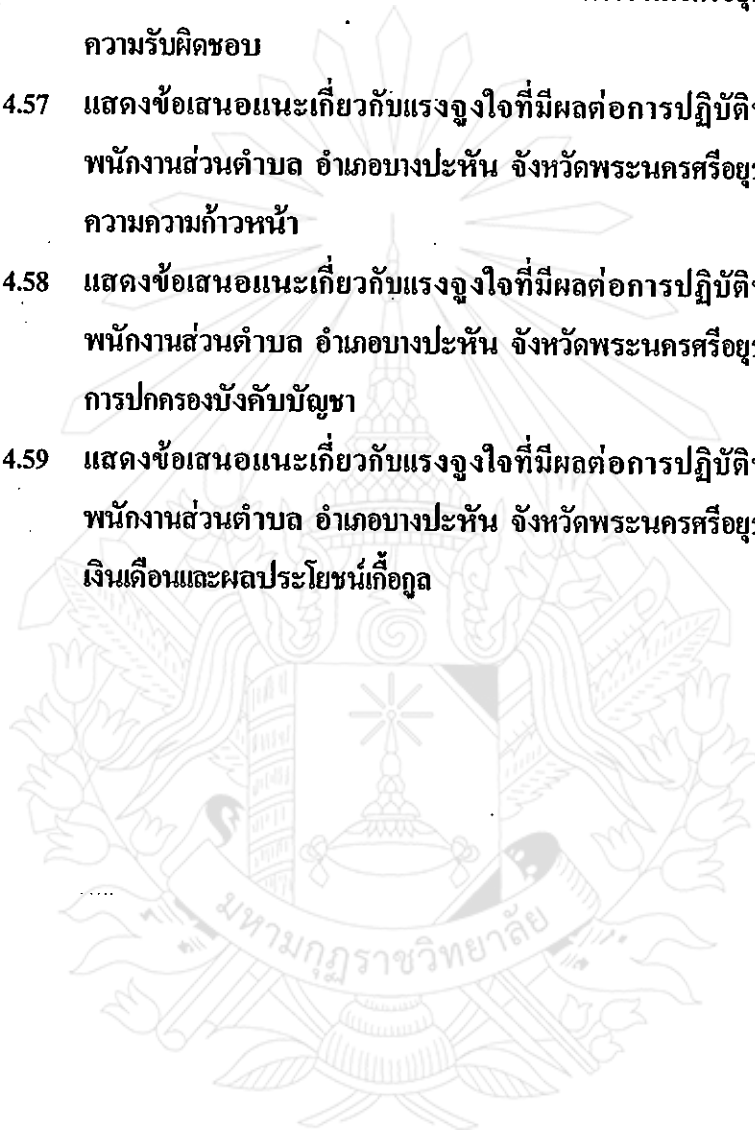 ความรับผิดชอบ
4.57 แสดงข้อเสนอแนะเกี่ยวกับแรงจูงใจที่มีผลต่อการปฏิบัติ
พนักงานส่วนตำบล อำเภอบางปะหัน จังหวัดพระนครศรีอยุ
ความความก้าวหน้า
4.58 แสดงข้อเสนอแนะเกี่ยวกับแรงจูงใจที่มีผลต่อการปฏิบัติ
พนักงานส่วนตำบล อำเภอบางปะหัน จังหวัดพระนครศรีอยุ
การปกครองบังคับบัญชา
4.59 แสดงข้อเสนอแนะเกี่ยวกับแรงจูงใจที่มีผลต่อการปฏิบัติ
พนักงานส่วนตำบล อำเภอบางปะหัน จังหวัดพระนครศรีอยุ
เงินเดือนและผลประโยชน์เกื้อกูล
มหามกุฏราชวิทยาลัย